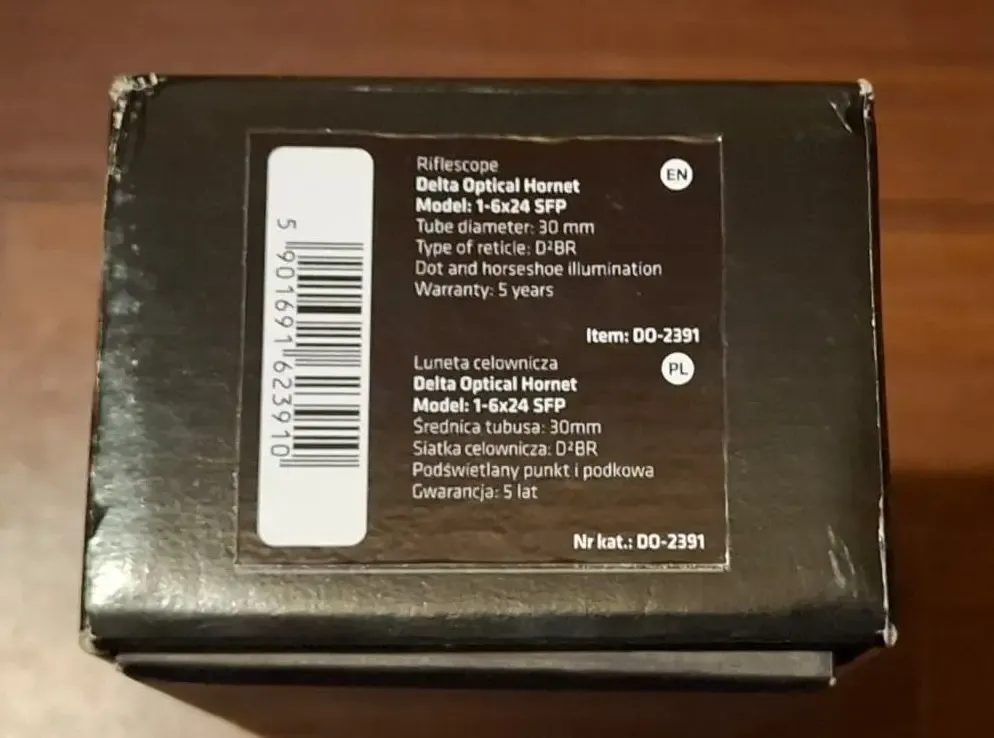 5 901691 623910
Riflescope
EN
Delta Optical Hornet
Model: 1-6x24 SFP
Tube diameter: 30 mm
Type of reticle: D²BR
Dot and horseshoe illumination
Warranty: 5 years
Item: DO-2391
Luneta celownicza
PL
Delta Optical Hornet
Model: 1-6x24 SFP
Średnica tubusa: 30mm
Siatka celownicza: D²BR
Podświetlany punkt i podkowa
Gwarancja: 5 lat
Nr kat.: DO-2391